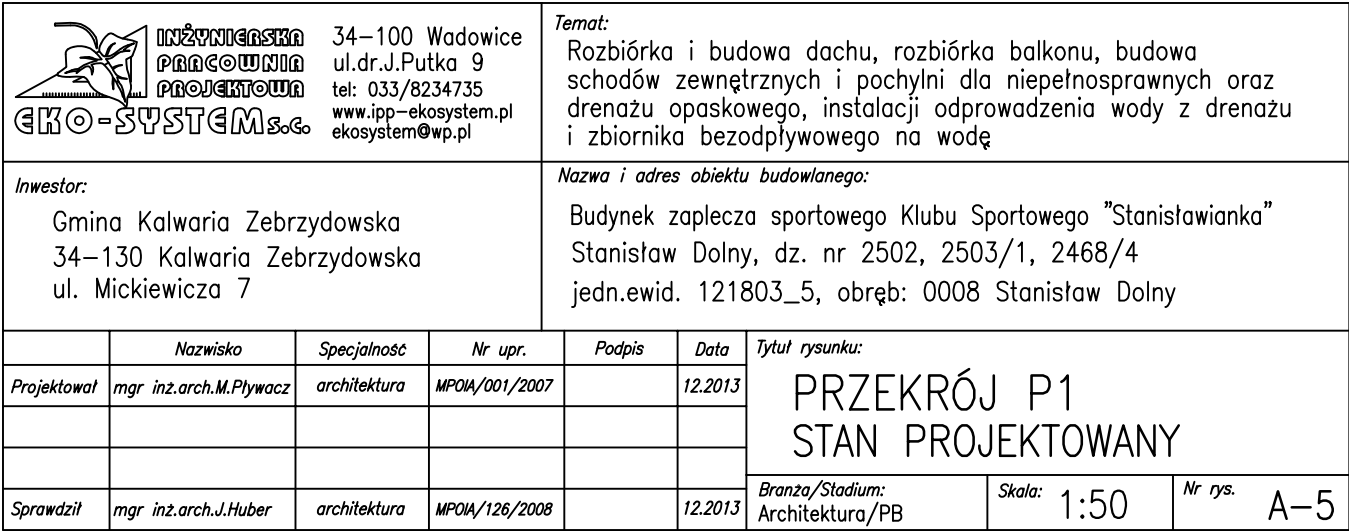 INŻYNIERSKA
PRACOWNIA
PROJEKTOWA
EKO-SYSTEM s.c.
34-100 Wadowice
ul.dr.J.Putka 9
tel: 033/8234735
www.ipp-ekosystem.pl
ekosystem@wp.pl
Temat:
Rozbiórka i budowa dachu, rozbiórka balkonu, budowa
schodów zewnętrznych i pochylni dla niepełnosprawnych oraz
drenażu opaskowego, instalacji odprowadzenia wody z drenażu
i zbiornika bezodpływowego na wodę
Inwestor:
Gmina Kalwaria Zebrzydowska
34-130 Kalwaria Zebrzydowska
ul. Mickiewicza 7
Nazwa i adres obiektu budowlanego:
Budynek zaplecza sportowego Klubu Sportowego "Stanisławianka"
Stanisław Dolny, dz. nr 2502, 2503/1, 2468/4
jedn.ewid. 121803_5, obręb: 0008 Stanisław Dolny
Nazwisko Specjalność Nr upr. Podpis Data
Projektował mgr inż.arch.M.Pływacz architektura MPOIA/001/2007 12.2013
Sprawdził mgr inż.arch.J.Huber architektura MPOIA/126/2008 12.2013
Tytuł rysunku:
PRZEKRÓJ P1
STAN PROJEKTOWANY
Branża/Stadium:
Architektura/PB
Skala: 1:50
Nr rys. A-5